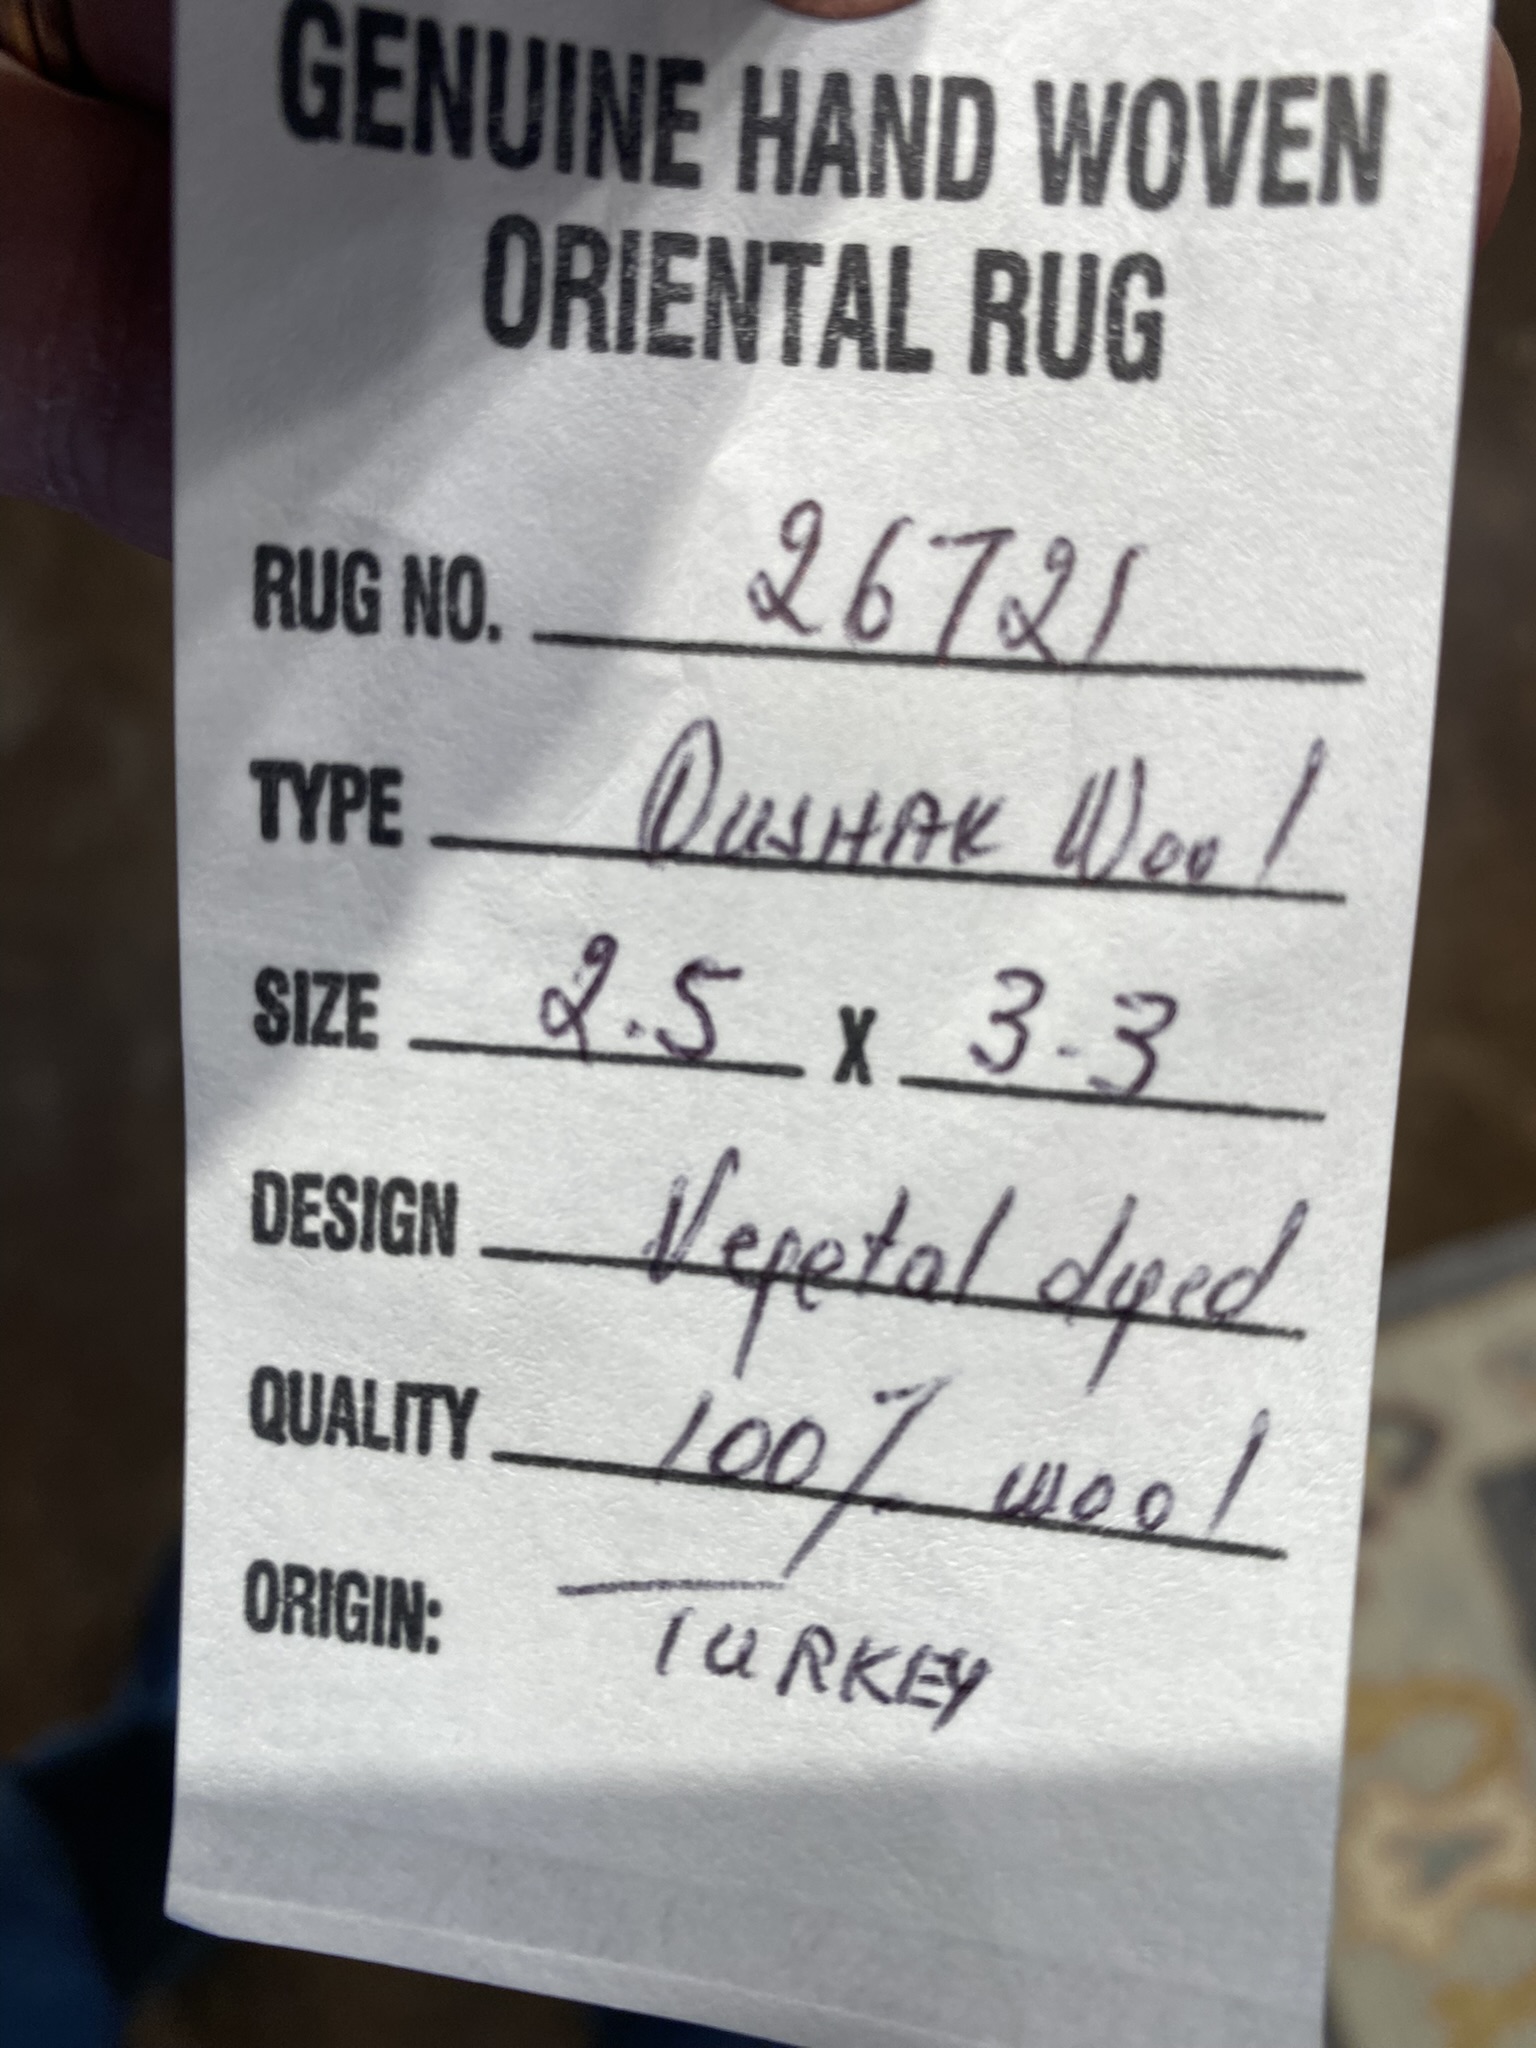 GENUINE HAND WOVEN
ORIENTAL RUG
RUG NO. 26721
TYPE OUSHAK Wool
SIZE 2.5 X 3.3
DESIGN Vegetal dyed
QUALITY 100% wool
ORIGIN: TURKEY